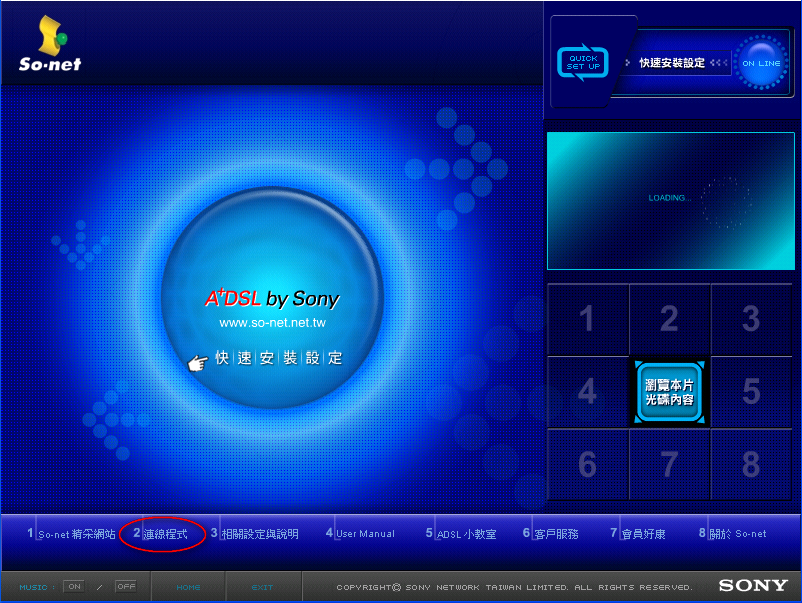 So-net
QUICK
SET UP
快速安裝設定
ON LINE
LOADING...
A+DSL by Sony
www.so-net.net.tw
快速安裝設定
1
2
3
4
瀏覽本片
光碟內容
5
6
7
8
1 So-net 精采網站
2 連線程式
3 相關設定與說明
4 User Manual
5 ADSL 小教室
6 客戶服務
7 會員好康
8 關於 So-net
MUSIC : ON / OFF
HOME
EXIT
COPYRIGHT© SONY NETWORK TAIWAN LIMITED. ALL RIGHTS RESERVED.
SONY